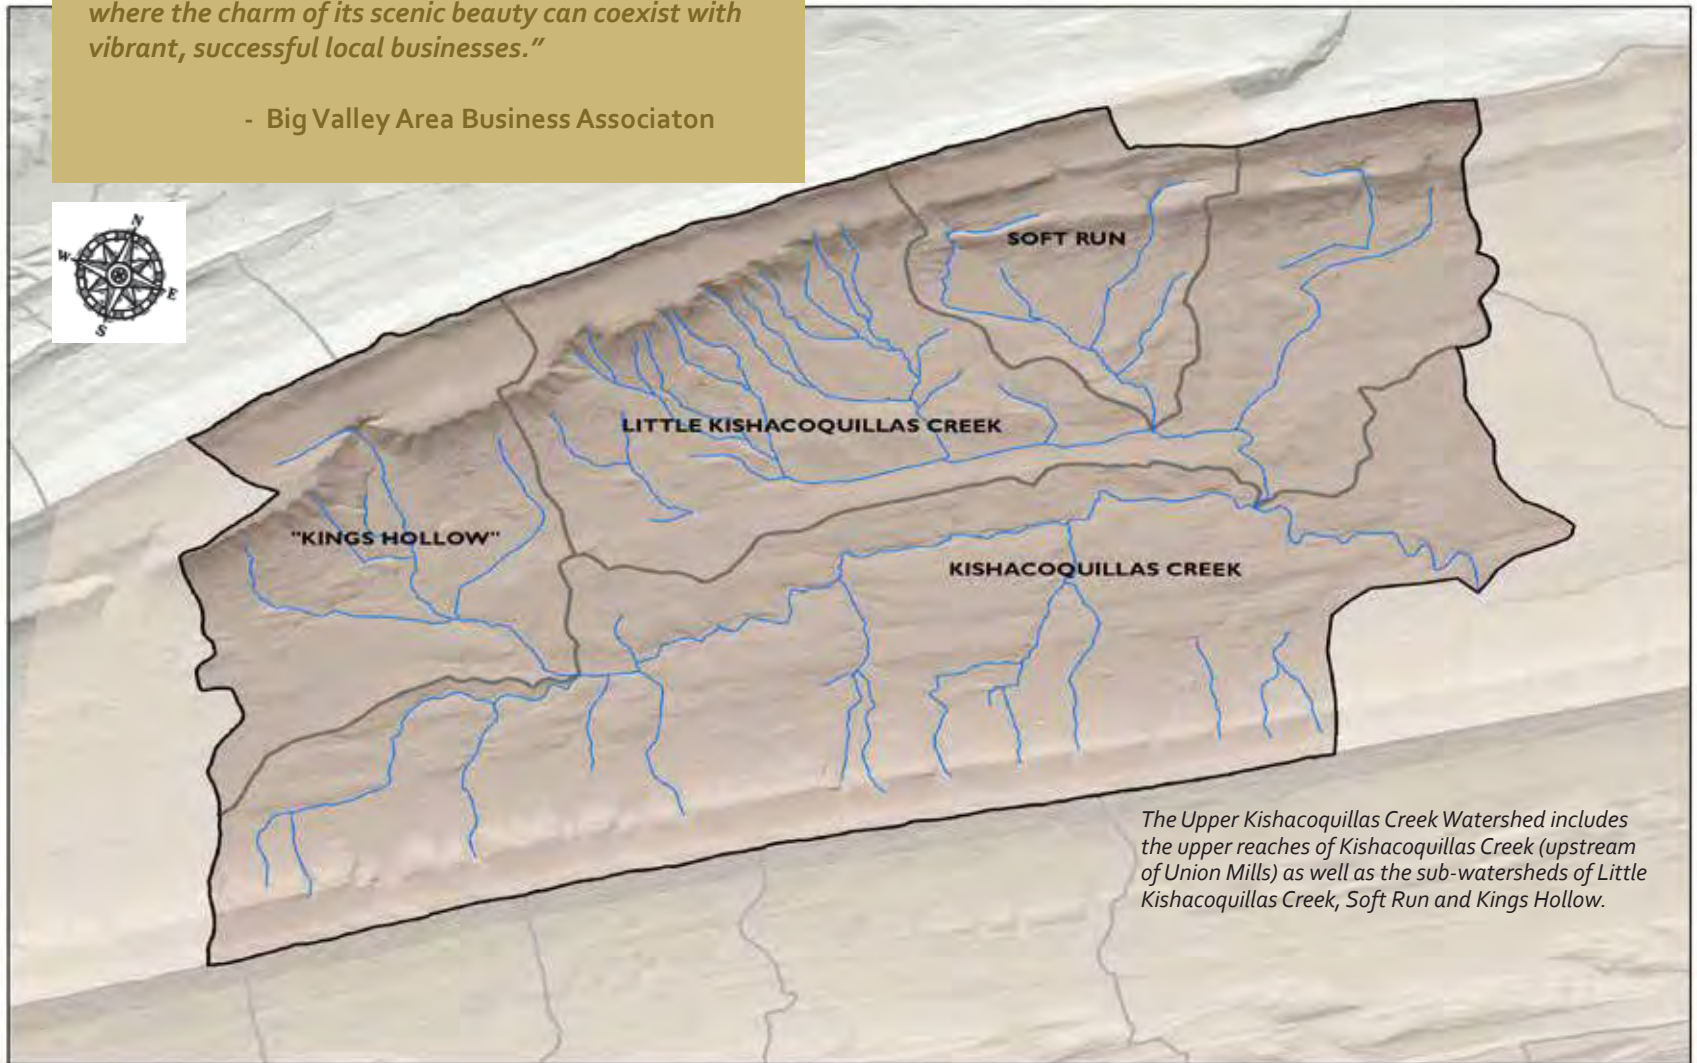 where the charm of its scenic beauty can coexist with
vibrant, successful local businesses.”
- Big Valley Area Business Associaton
N
W
E
S
SOFT RUN
LITTLE KISHACOQUILLAS CREEK
"KINGS HOLLOW"
KISHACOQUILLAS CREEK
The Upper Kishacoquillas Creek Watershed includes
the upper reaches of Kishacoquillas Creek (upstream
of Union Mills) as well as the sub-watersheds of Little
Kishacoquillas Creek, Soft Run and Kings Hollow.